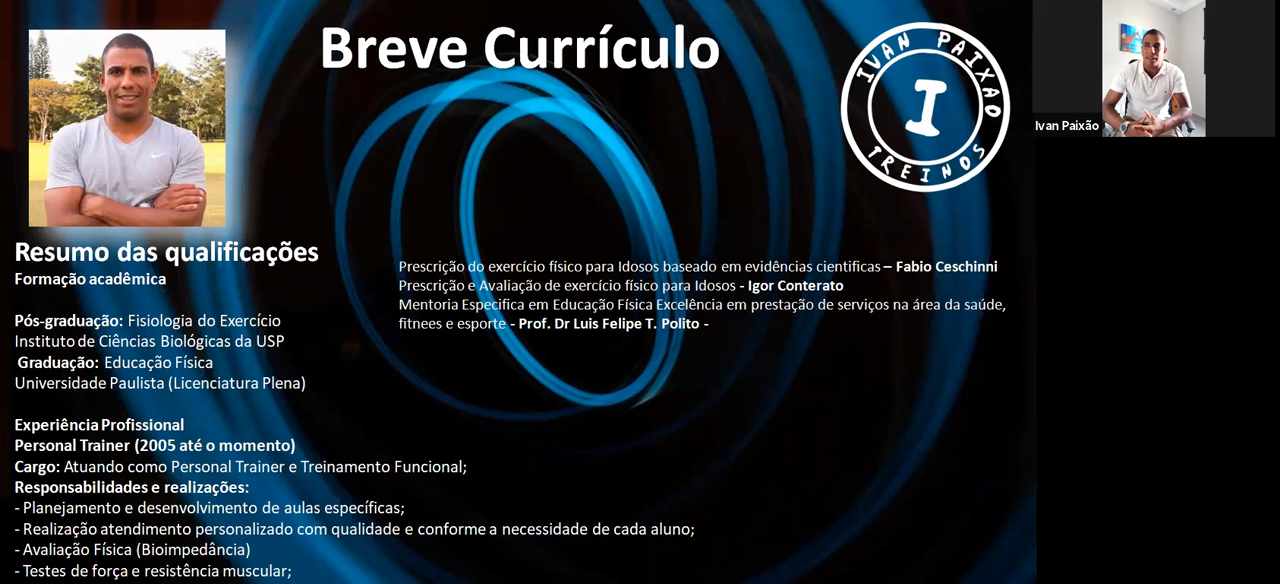 Breve Currículo
IVAN PAIXAO
I
TREINOS
Ivan Paixão
Resumo das qualificações
Formação acadêmica
Pós-graduação: Fisiologia do Exercício
Instituto de Ciências Biológicas da USP
Graduação: Educação Física
Universidade Paulista (Licenciatura Plena)
Experiência Profissional
Personal Trainer (2005 até o momento)
Cargo: Atuando como Personal Trainer e Treinamento Funcional;
Responsabilidades e realizações:
- Planejamento e desenvolvimento de aulas específicas;
- Realização atendimento personalizado com qualidade e conforme a necessidade de cada aluno;
- Avaliação Física (Bioimpedância)
- Testes de força e resistência muscular;
Prescrição do exercício físico para Idosos baseado em evidências cientificas – Fabio Ceschinni
Prescrição e Avaliação de exercício físico para Idosos - Igor Conterato
Mentoria Especifica em Educação Física Excelência em prestação de serviços na área da saúde,
fitnees e esporte - Prof. Dr Luis Felipe T. Polito -